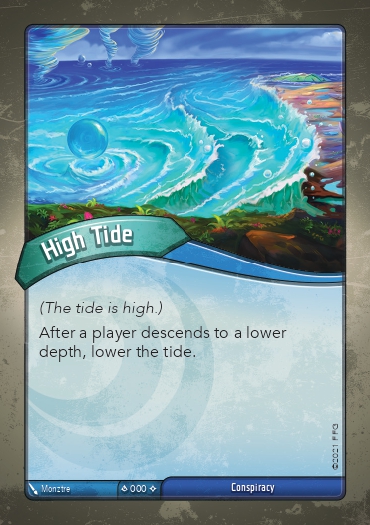 High Tide
(The tide is high.)
After a player descends to a lower
depth, lower the tide.
©2021 FFG
Monztre
000
Conspiracy